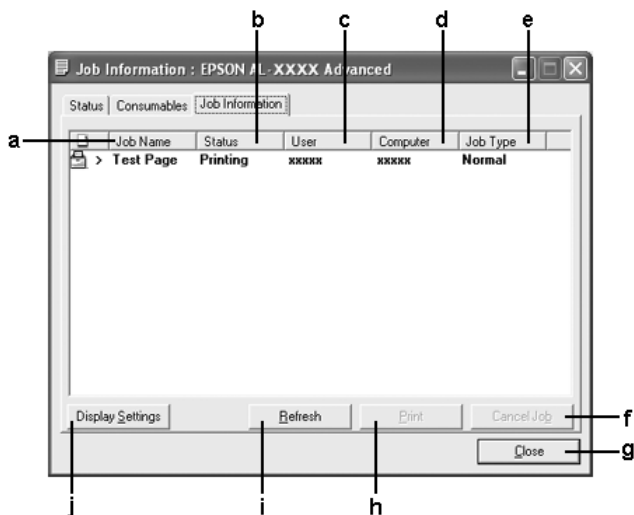 b c d e
Job Information : EPSON AL-XXXX Advanced
Status Consumables Job Information
a Job Name Status User Computer Job Type
> Test Page Printing xxxxx xxxxx Normal
Display Settings Refresh Print Cancel Job f
Close g
j i h